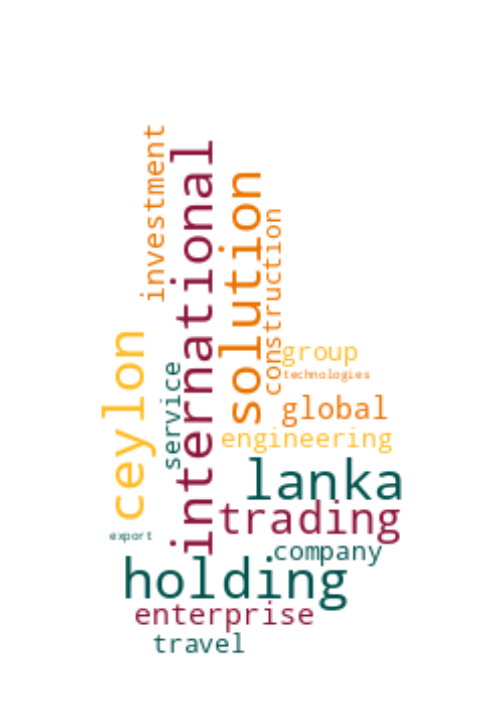 investment
international
solution
construction
ceylon
service
group
technologies
global
engineering
lanka
trading
export
company
holding
enterprise
travel